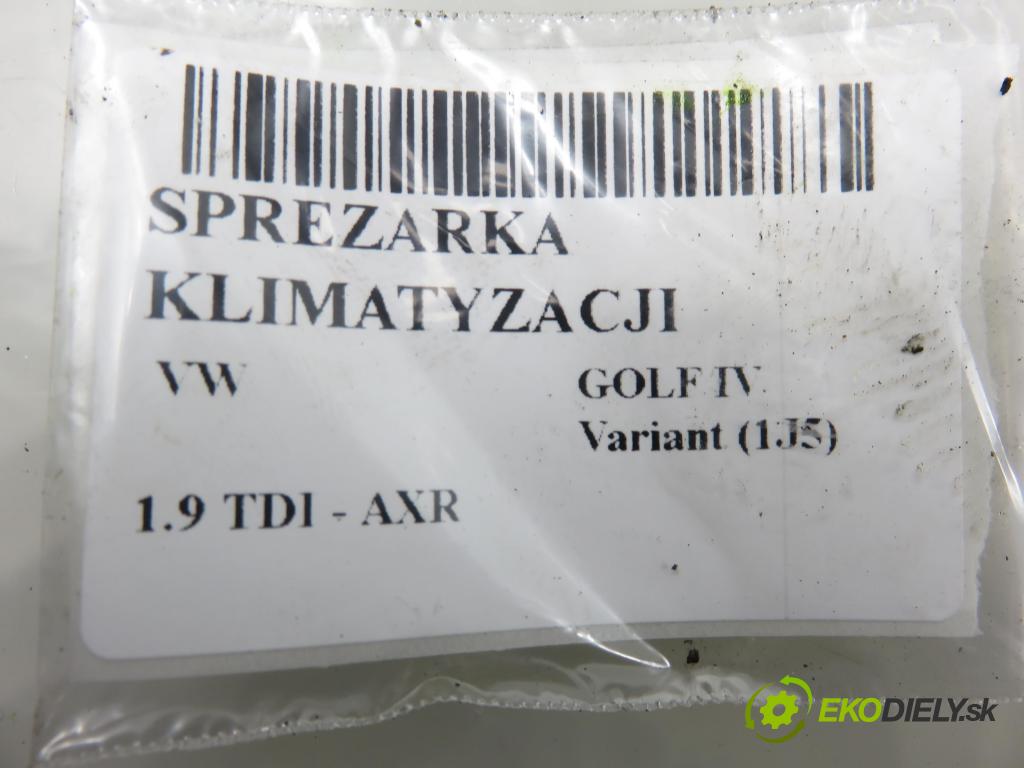 SPREZARKA
KLIMATYZACJI
VW GOLF IV
Variant (1J5)
1.9 TDI - AXR
EKODIELY.sk